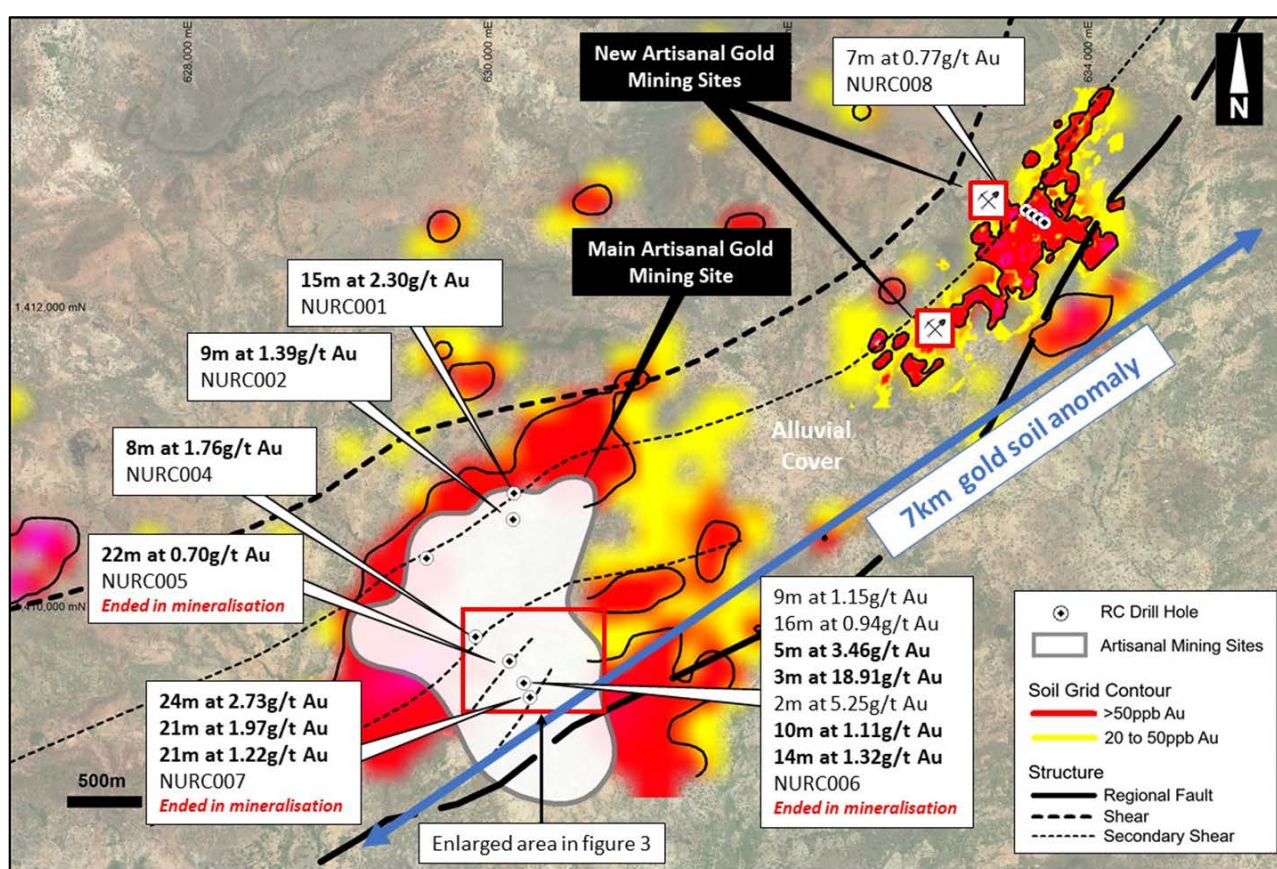 628,000 mE
630,000 mE
634,000 mE
New Artisanal Gold
Mining Sites
7m at 0.77g/t Au
NURC008
N
Main Artisanal Gold
Mining Site
15m at 2.30g/t Au
NURC001
1,412,000 mN
9m at 1.39g/t Au
NURC002
8m at 1.76g/t Au
NURC004
Alluvial
Cover
7km gold soil anomaly
22m at 0.70g/t Au
NURC005
Ended in mineralisation
1,410,000 mN
9m at 1.15g/t Au
16m at 0.94g/t Au
5m at 3.46g/t Au
3m at 18.91g/t Au
2m at 5.25g/t Au
10m at 1.11g/t Au
14m at 1.32g/t Au
NURC006
Ended in mineralisation
24m at 2.73g/t Au
21m at 1.97g/t Au
21m at 1.22g/t Au
NURC007
Ended in mineralisation
500m
Enlarged area in figure 3
RC Drill Hole
Artisanal Mining Sites
Soil Grid Contour
>50ppb Au
20 to 50ppb Au
Structure
Regional Fault
Shear
Secondary Shear